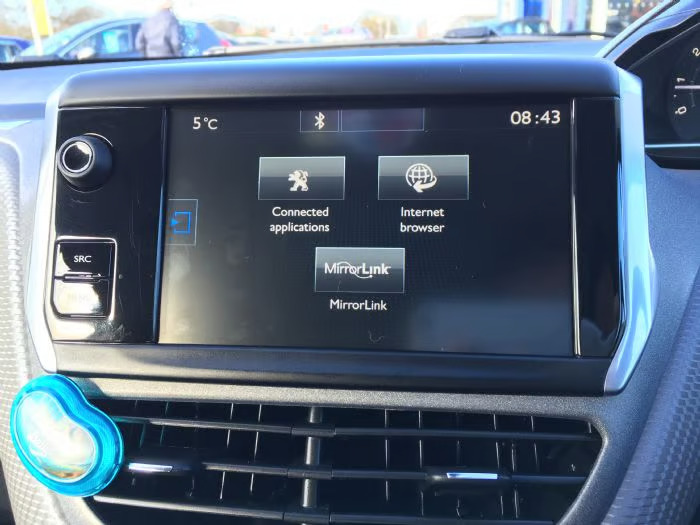 5°C
08:43
Connected
applications
Internet
browser
MirrorLink
MirrorLink
SRC